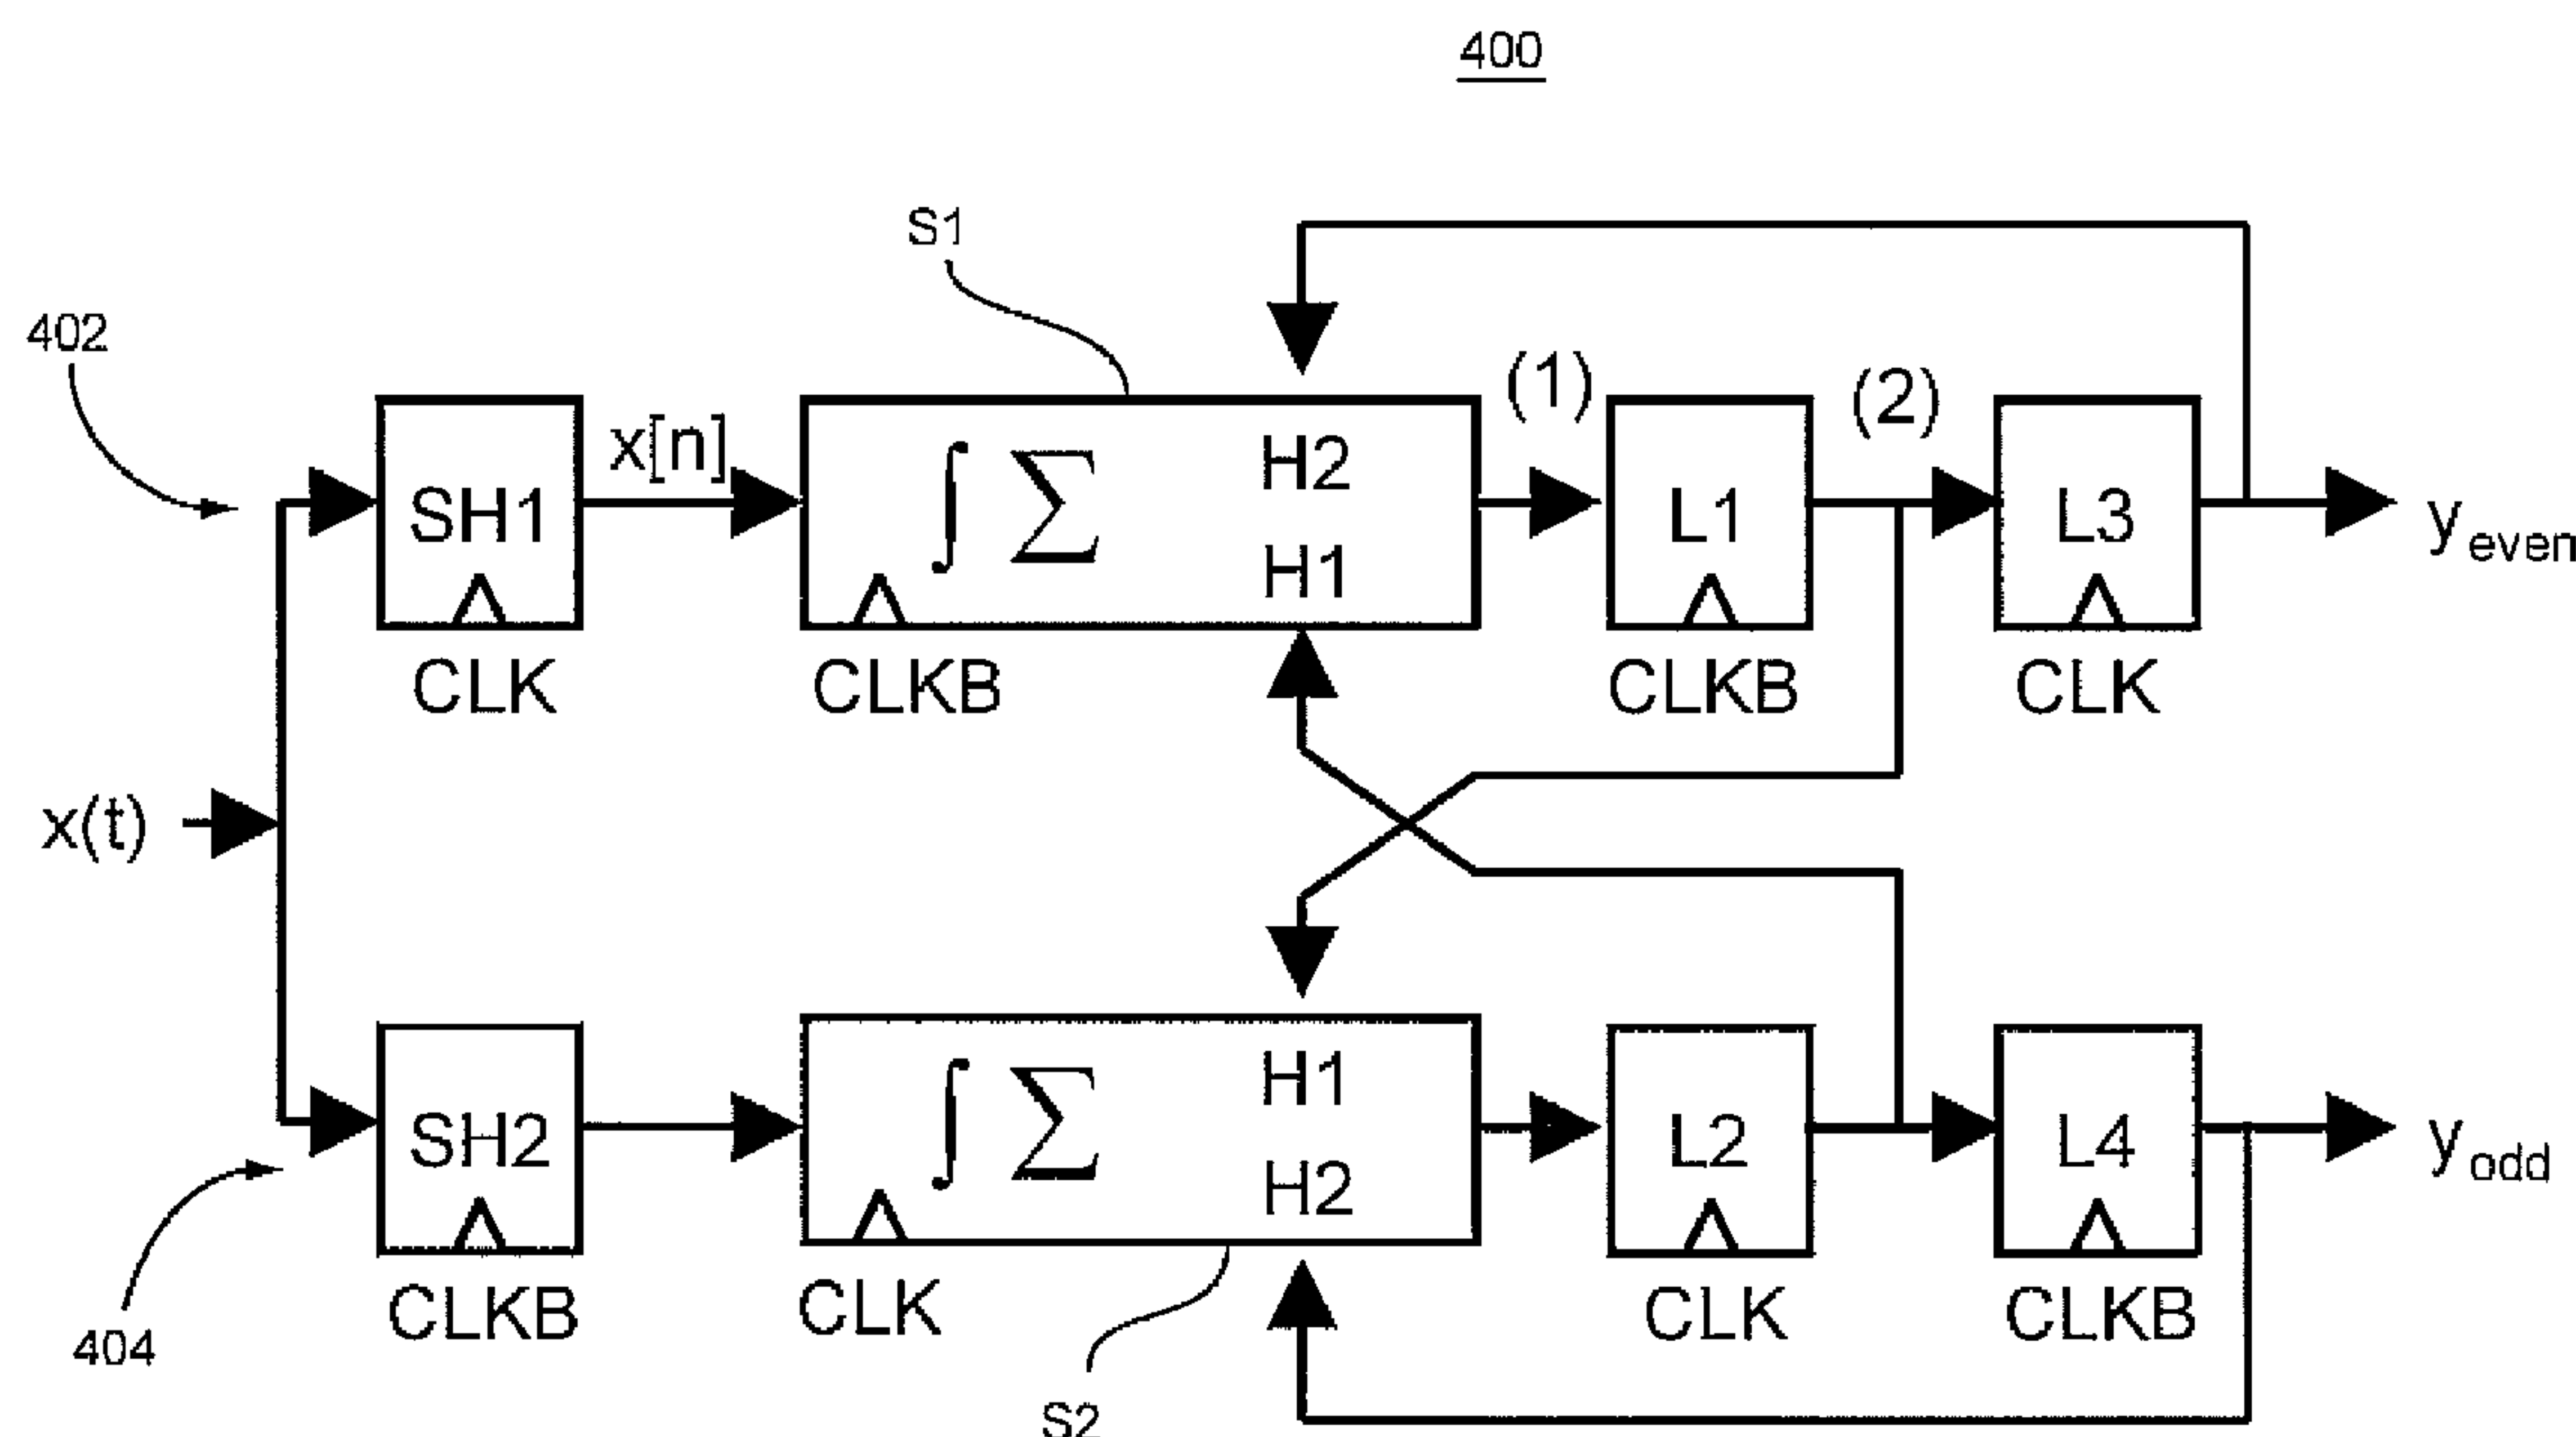 400
S1
402
SH1
CLK
x[n]
∫ Σ
H2
H1
CLKB
(1)
L1
CLKB
(2)
L3
CLK
y even
x(t)
404
SH2
CLKB
∫ Σ
H1
H2
CLK
S2
L2
CLK
L4
CLKB
y odd